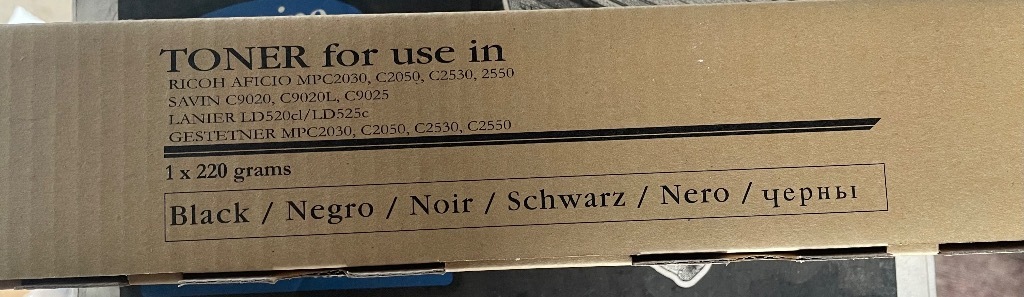 TONER for use in
RICOH AFICIO MPC2030, C2050, C2530, 2550
SAVIN C9020, C9020L, C9025
LANIER LD520cl/LD525c
GESTETNER MPC2030, C2050, C2530, C2550
1 x 220 grams
Black / Negro / Noir / Schwarz / Nero / черны